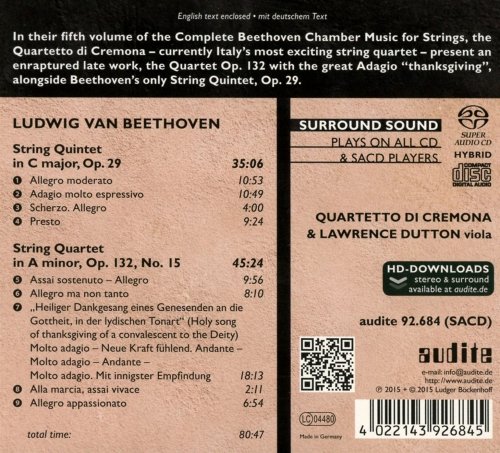 English text enclosed • mit deutschem Text
In their fifth volume of the Complete Beethoven Chamber Music for Strings, the
Quartetto di Cremona – currently Italy's most exciting string quartet – present an
enraptured late work, the Quartet Op. 132 with the great Adagio “thanksgiving”,
alongside Beethoven's only String Quintet, Op. 29.
LUDWIG VAN BEETHOVEN
String Quintet
in C major, Op. 29 35:06
1 Allegro moderato 10:53
2 Adagio molto espressivo 10:49
3 Scherzo. Allegro 4:00
4 Presto 9:24
String Quartet
in A minor, Op. 132, No. 15 45:24
5 Assai sostenuto – Allegro 9:56
6 Allegro ma non tanto 8:10
7 „Heiliger Dankgesang eines Genesenden an die
Gottheit, in der lydischen Tonart" (Holy song
of thanksgiving of a convalescent to the Deity)
Molto adagio – Neue Kraft fühlend. Andante –
Molto adagio – Andante –
Molto adagio. Mit innigster Empfindung 18:13
8 Alla marcia, assai vivace 2:11
9 Allegro appassionato 6:54
total time: 80:47
SURROUND SOUND
PLAYS ON ALL CD
& SACD PLAYERS
SUPER AUDIO CD
HYBRID
COMPACT
disc
DIGITAL AUDIO
QUARTETTO DI CREMONA
& LAWRENCE DUTTON viola
HD-DOWNLOADS
stereo & surround
available at audite.de
audite 92.684 (SACD)
audite
e-mail: info@audite.de
http://www.audite.de
Ⓟ 2015 + © 2015 by Ludger Böckenhoff
LC 04480
Made in Germany
4 022143 926845